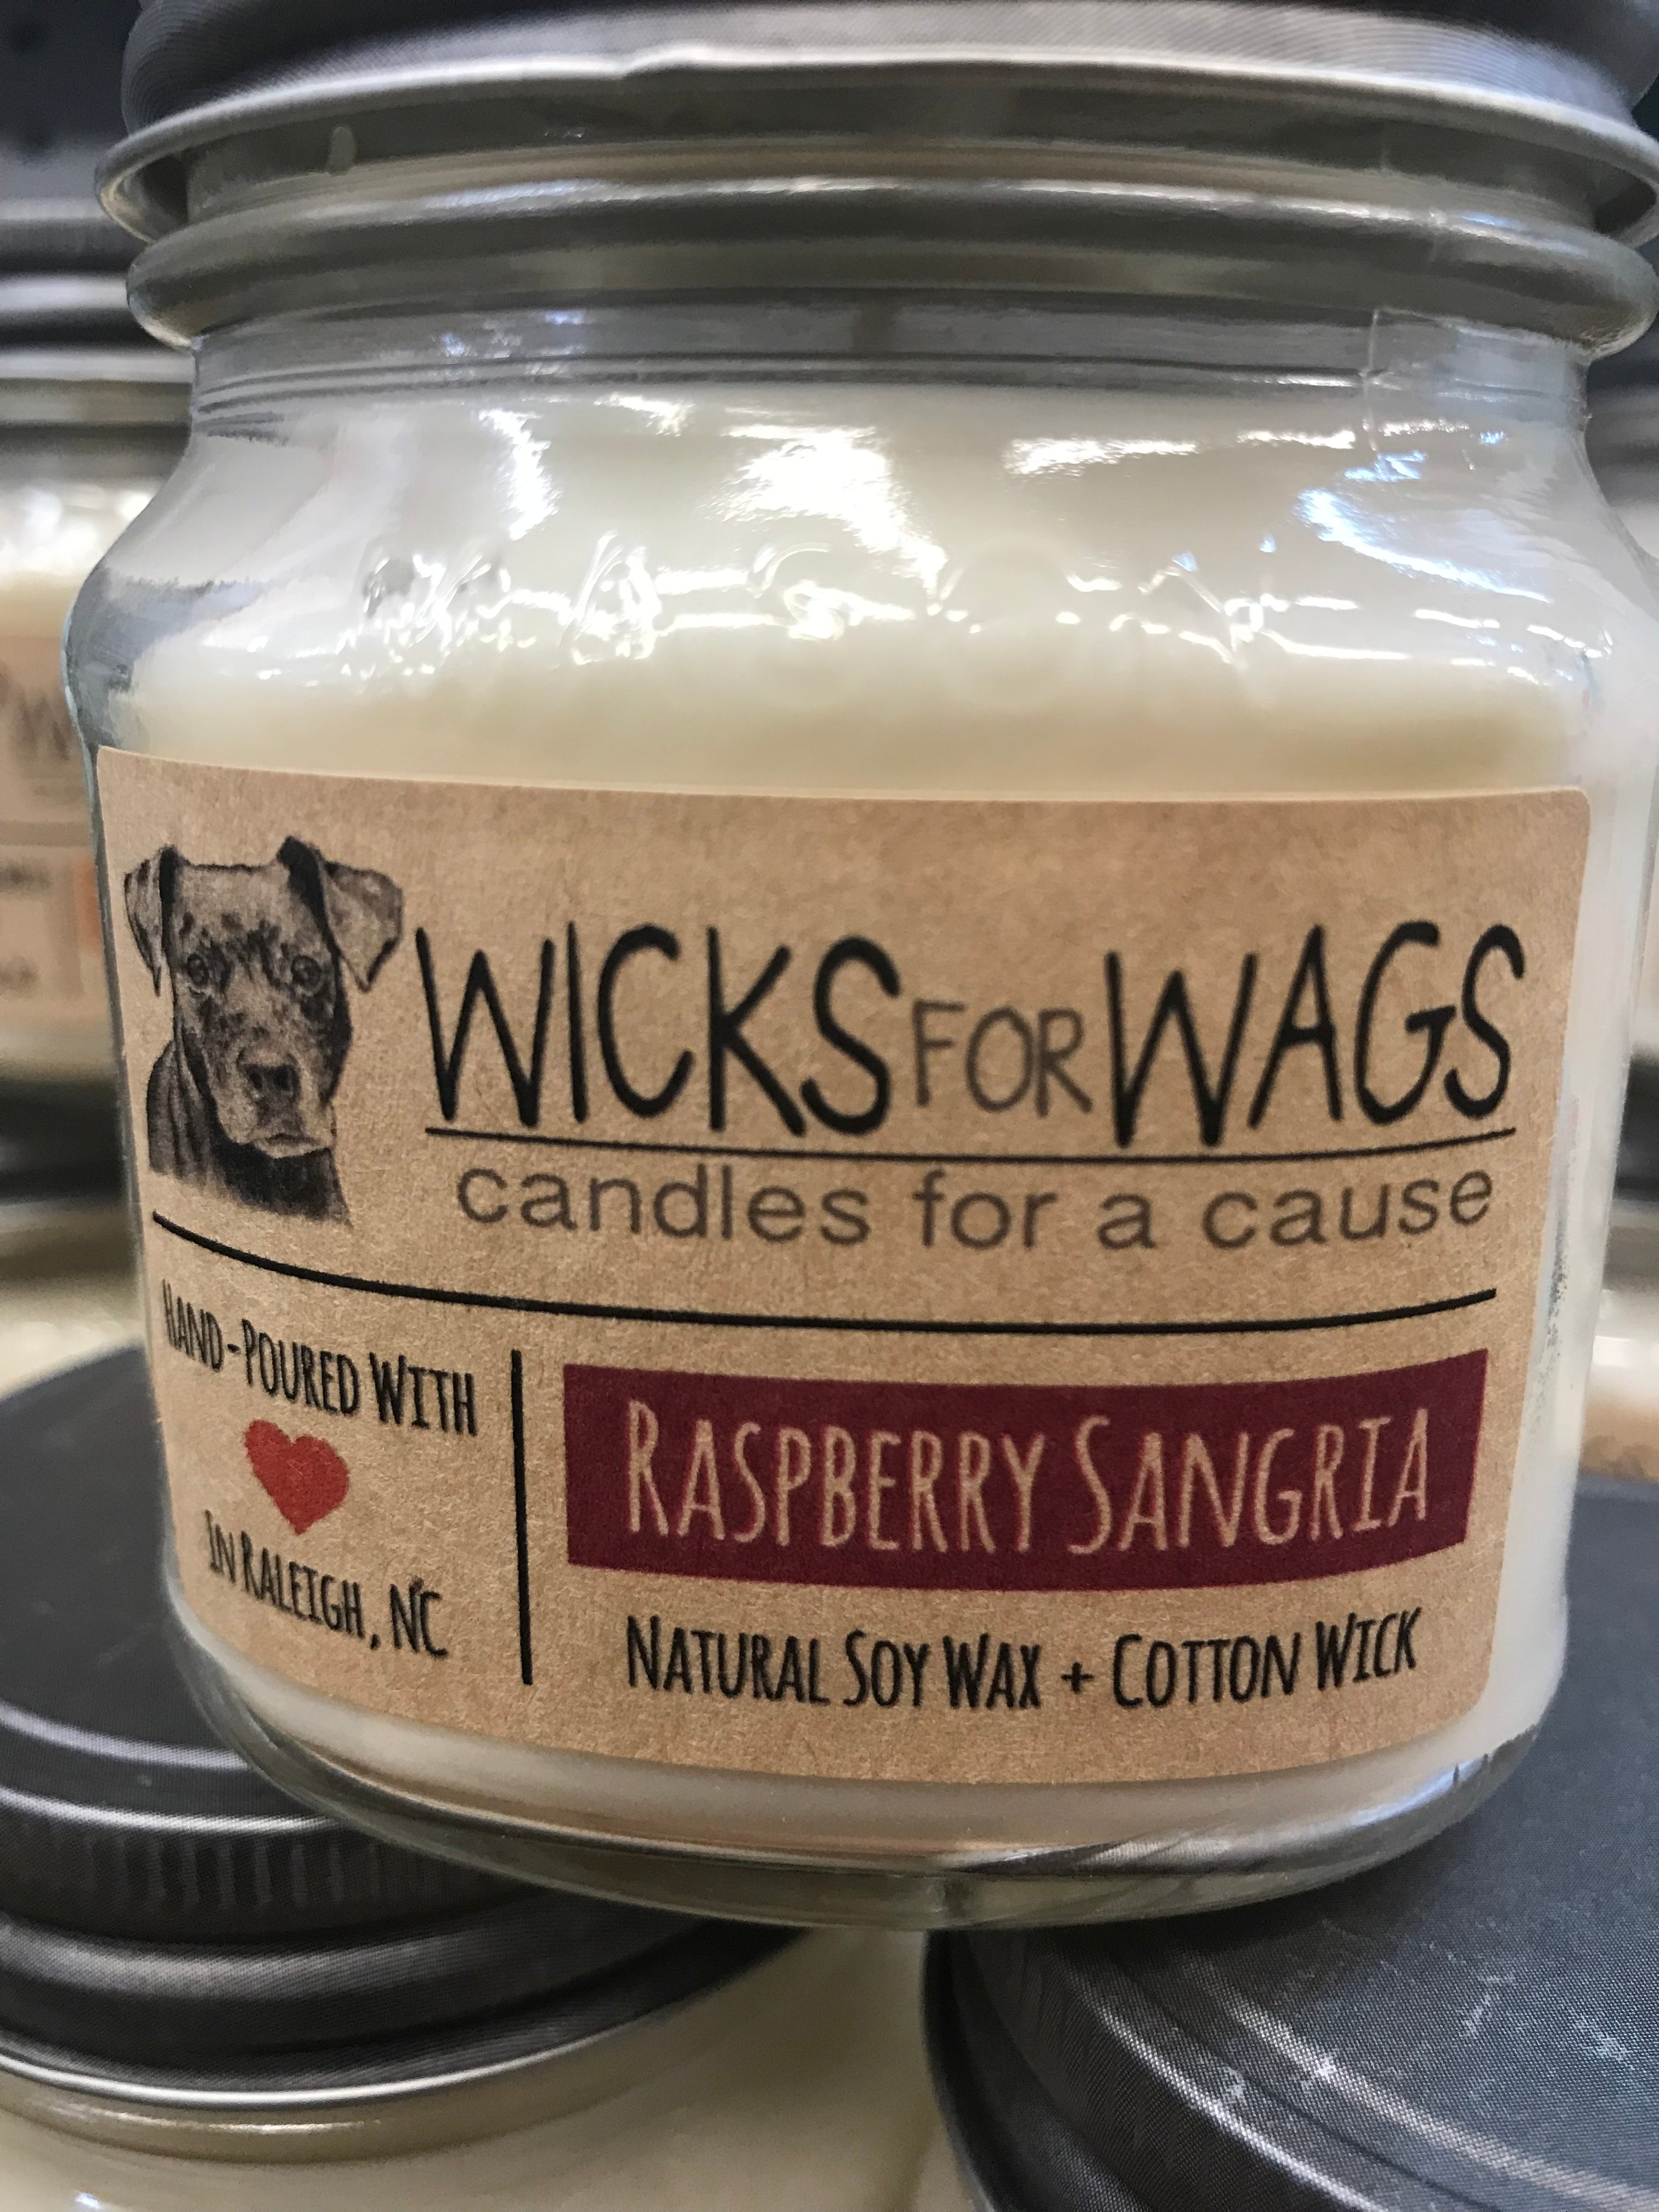 WICKS FOR WAGS
candles for a cause
HAND-POURED WITH
IN RALEIGH, NC
RASPBERRY SANGRIA
NATURAL SOY WAX + COTTON WICK